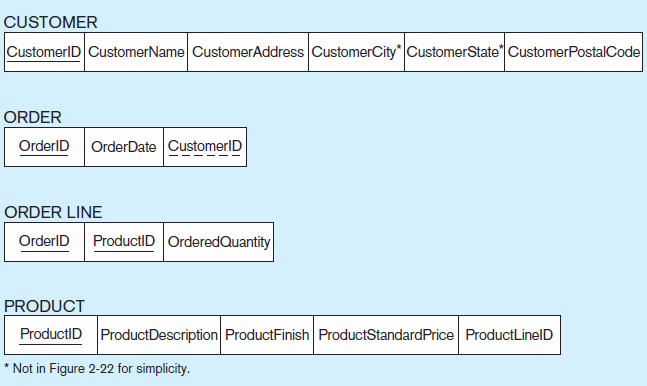 CUSTOMER
CustomerID CustomerName CustomerAddress CustomerCity* CustomerState* CustomerPostalCode
ORDER
OrderID OrderDate CustomerID
ORDER LINE
OrderID ProductID OrderedQuantity
PRODUCT
ProductID ProductDescription ProductFinish ProductStandardPrice ProductLineID
* Not in Figure 2-22 for simplicity.